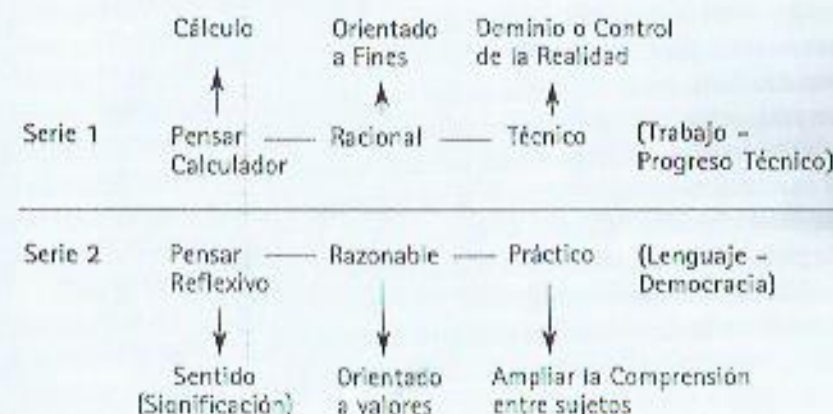 Cálculo Orientado Dominio o Control
a Fines de la Realidad
Serie 1 Pensar Racional Técnico (Trabajo –
Calculador Progreso Técnico)
Serie 2 Pensar Razonable Práctico (Lenguaje –
Reflexivo Democracia)
Sentido Orientado Ampliar la Comprensión
(Significación) a valores entre sujetos